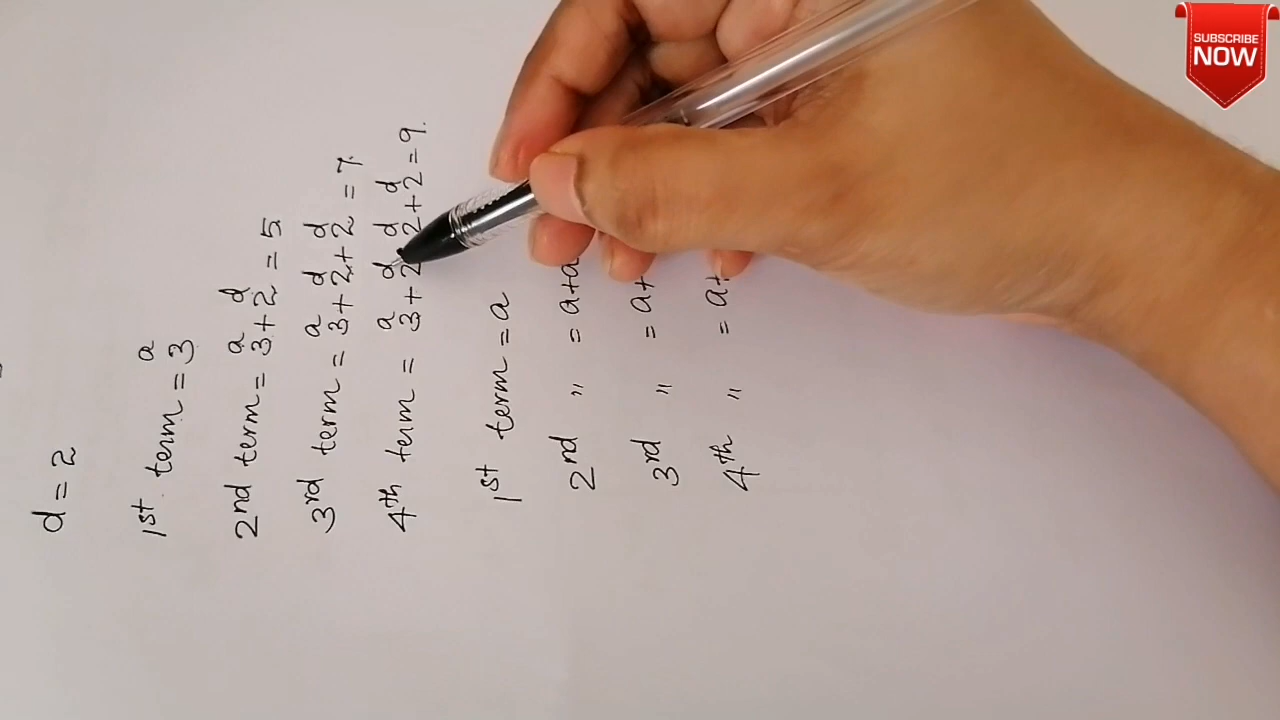 d = 2
a
1st term = 3
a d
2nd term = 3+2 = 5
a d d
3rd term = 3+2+2 = 7.
a d d d
4th term = 3+2 2+2 = 9.
1st term = a
2nd " = a+d
3rd " = a+
4th " = a+
SUBSCRIBE
NOW